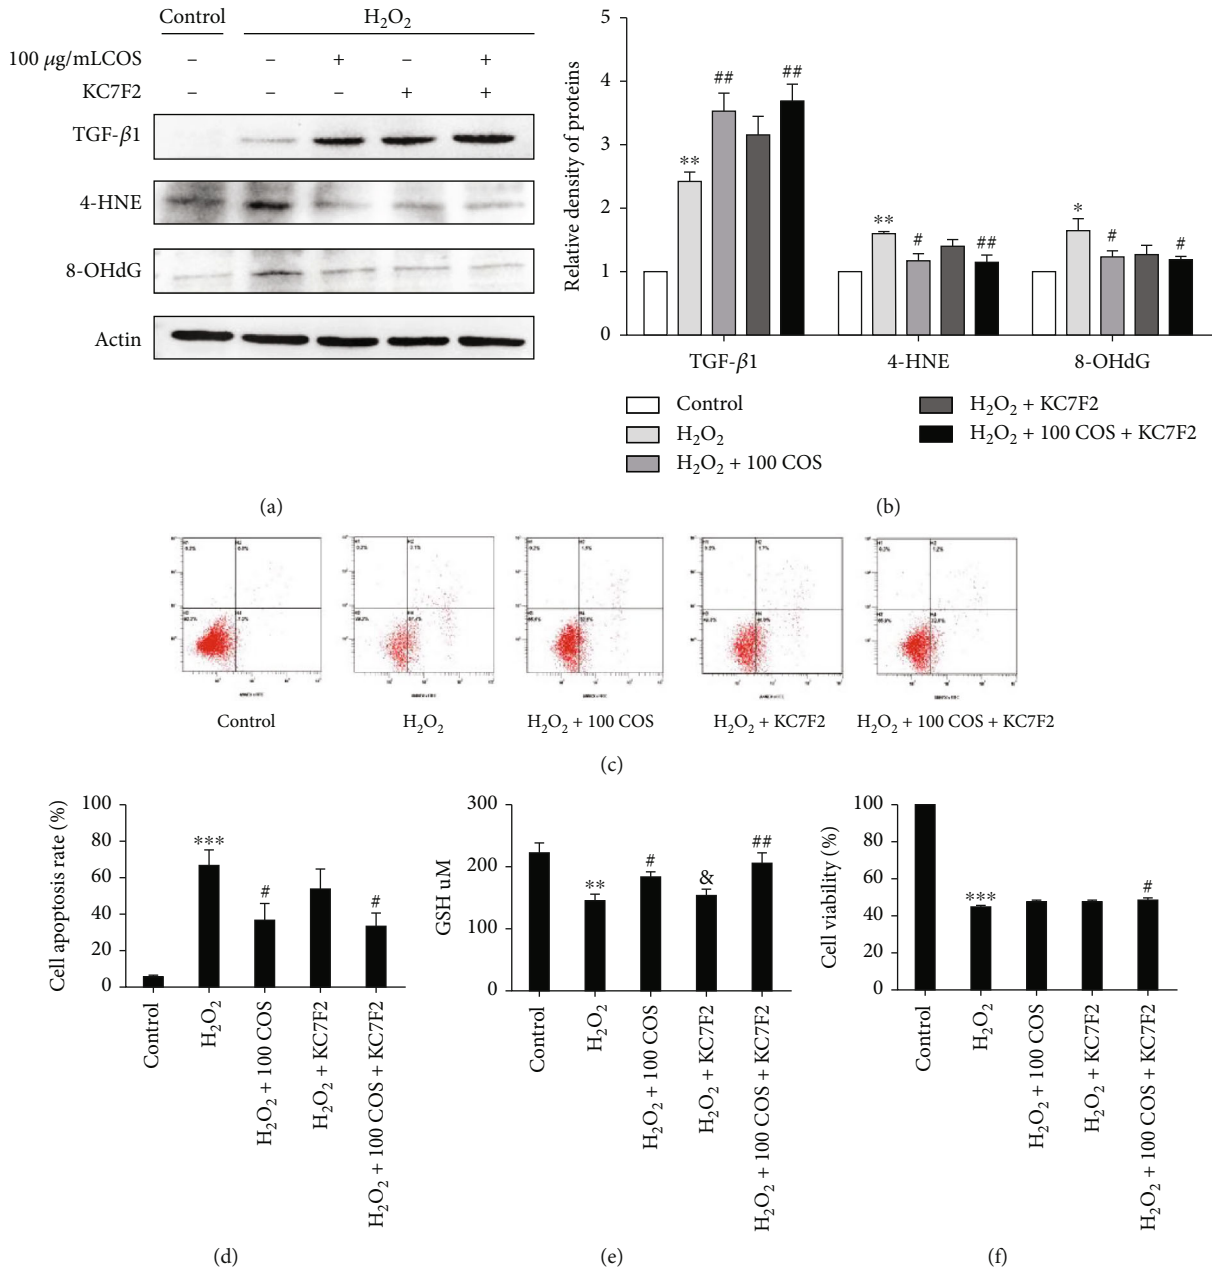 Control H₂O₂
100 μg/mLCOS – – + – +
KC7F2 – – – + +
TGF-β1
4-HNE
8-OHdG
Actin
(a)
Relative density of proteins
5
4
3
2
1
0
**
##
##
**
#
##
*
#
#
TGF-β1 4-HNE 8-OHdG
Control
H₂O₂
H₂O₂ + 100 COS
H₂O₂ + KC7F2
H₂O₂ + 100 COS + KC7F2
(b)
Control H₂O₂ H₂O₂ + 100 COS H₂O₂ + KC7F2 H₂O₂ + 100 COS + KC7F2
(c)
Cell apoptosis rate (%)
100
80
60
40
20
0
***
#
#
Control
H₂O₂
H₂O₂ + 100 COS
H₂O₂ + KC7F2
H₂O₂ + 100 COS + KC7F2
(d)
GSH uM
300
200
100
0
**
#
&
##
Control
H₂O₂
H₂O₂ + 100 COS
H₂O₂ + KC7F2
H₂O₂ + 100 COS + KC7F2
(e)
Cell viability (%)
100
80
60
40
20
0
***
#
Control
H₂O₂
H₂O₂ + 100 COS
H₂O₂ + KC7F2
H₂O₂ + 100 COS + KC7F2
(f)